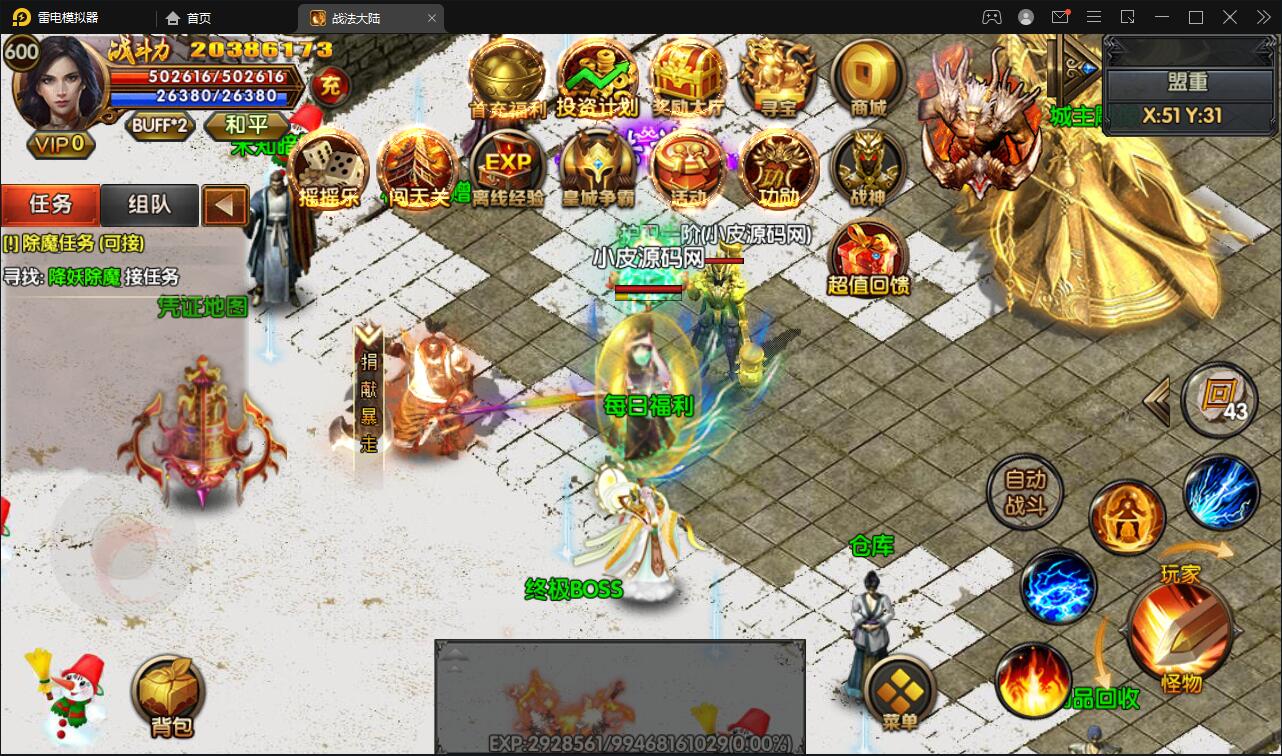 雷电模拟器
首页
战法大陆
600
战斗力 20386173
502616/502616
26380/26380
VIP 0
BUFF*2
和平
充
首充福利
投资计划
奖励大厅
寻宝
商城
城主
盟重
X:51 Y:31
摇摇乐
闯天关
离线经验
EXP
皇城争霸
活动
功勋
战神
任务
组队
[!] 除魔任务 (可接)
寻找: 降妖除魔 接任务
凭证地图
一阶(小皮源码网)
小皮源码网
超值回馈
捐献暴走
每日福利
回
43
自动
战斗
终极BOSS
仓库
玩家
怪物
品回收
背包
菜单
EXP:2928561/99468161029(0.00%)